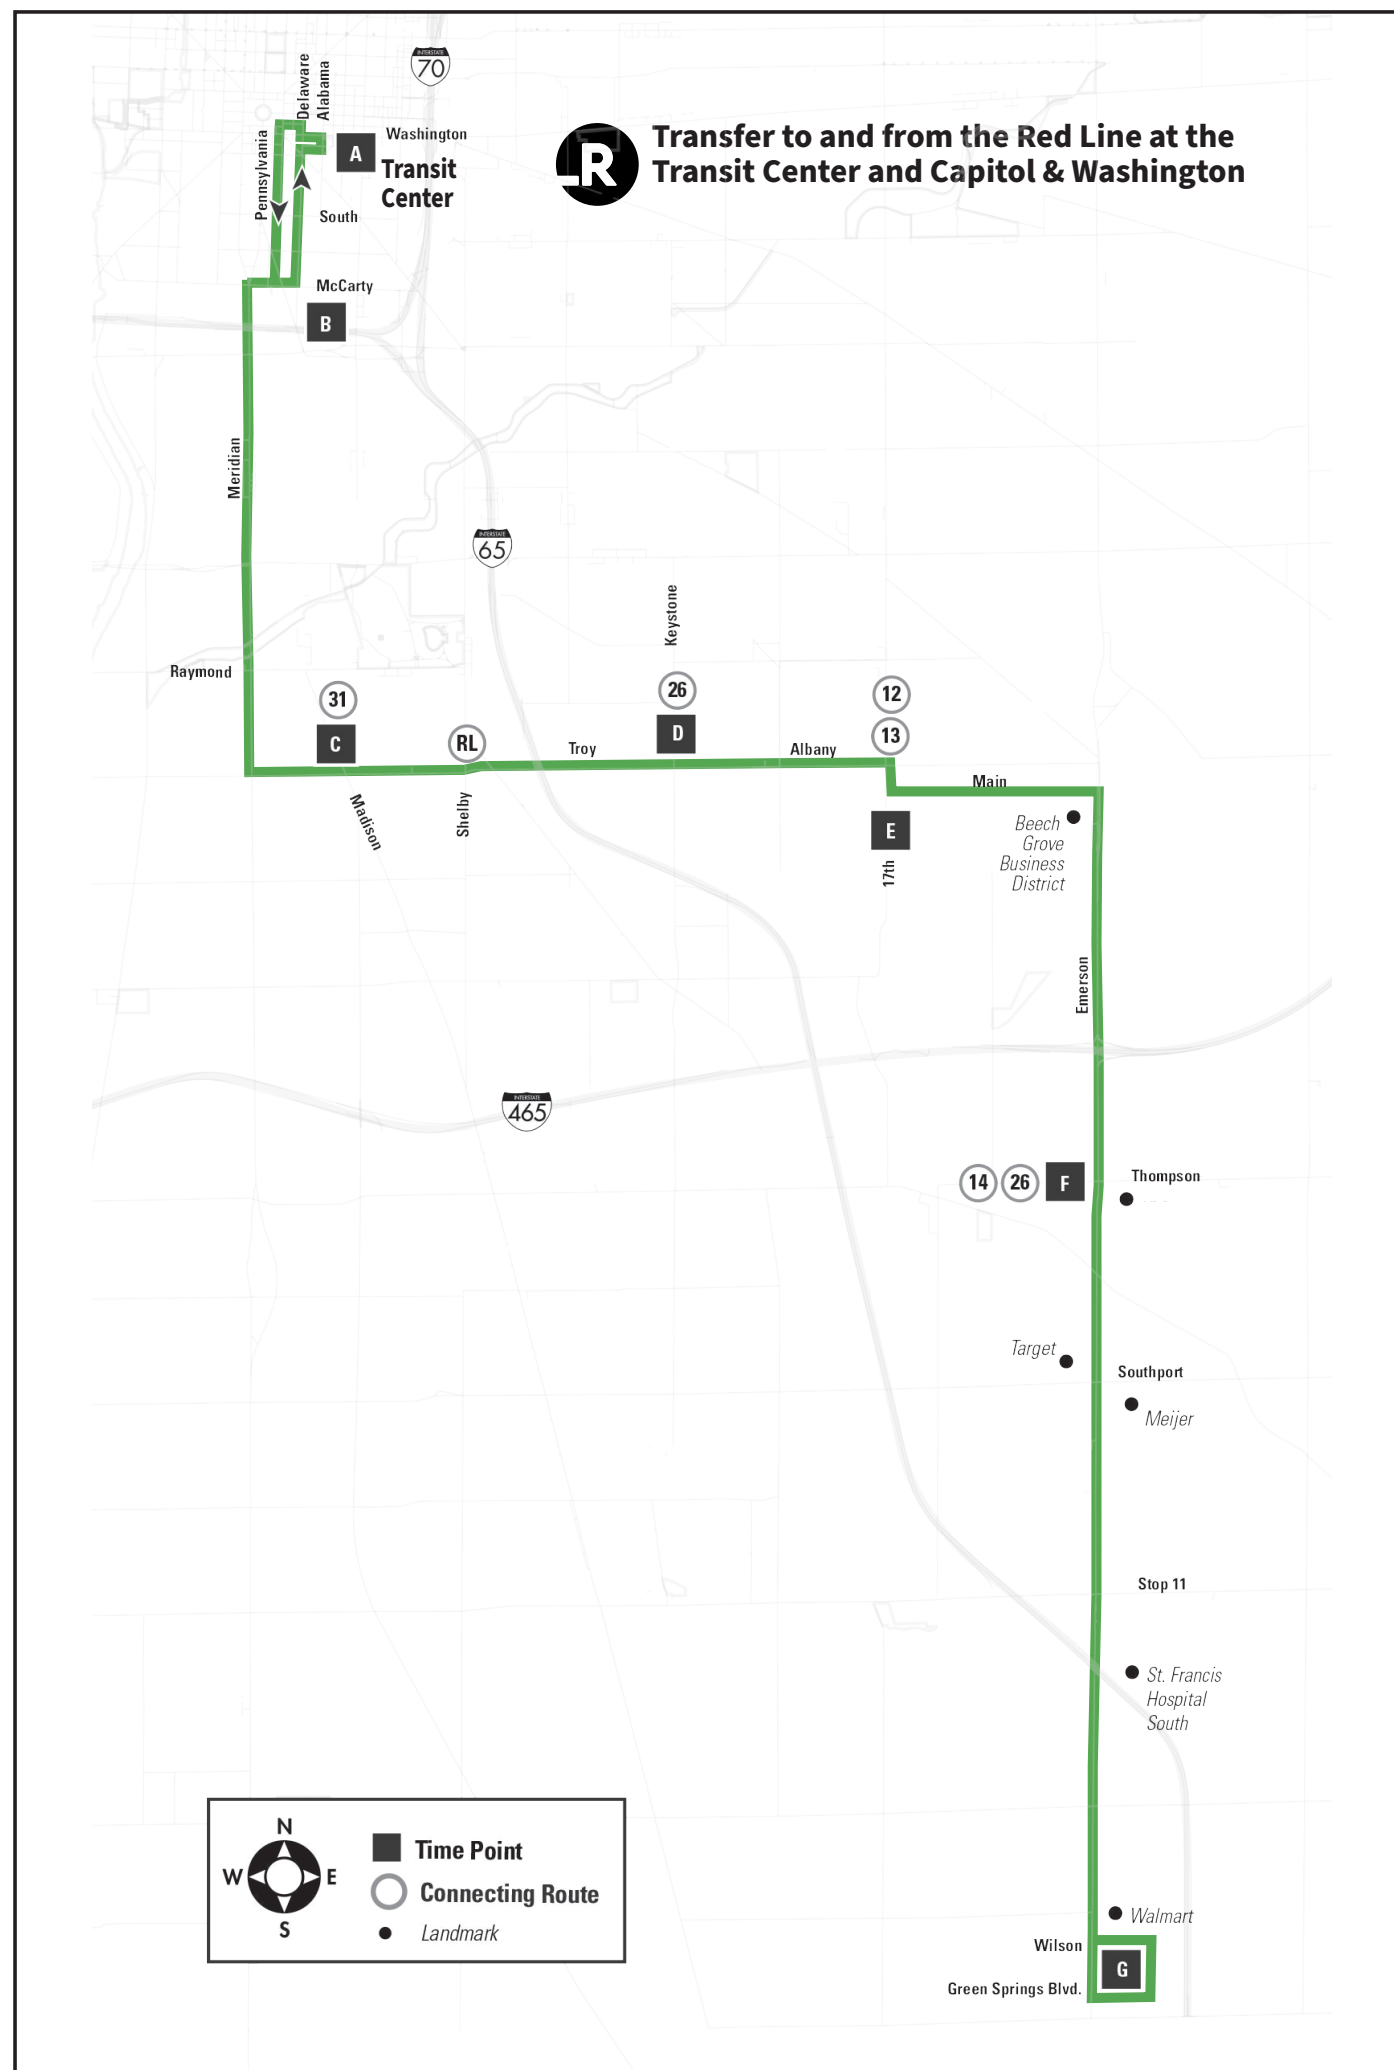 INTERSTATE
70
Delaware
Alabama
Pennsylvania
Washington
A
Transit
Center
South
R
Transfer to and from the Red Line at the
Transit Center and Capitol & Washington
McCarty
B
Meridian
INTERSTATE
65
Keystone
Raymond
31
C
RL
26
D
12
13
Troy
Albany
Main
Madison
Shelby
E
17th
Beech
Grove
Business
District
Emerson
INTERSTATE
465
14
26
F
Thompson
Target
Southport
Meijer
Stop 11
St. Francis
Hospital
South
N
W
E
S
Time Point
Connecting Route
Landmark
Walmart
Wilson
G
Green Springs Blvd.